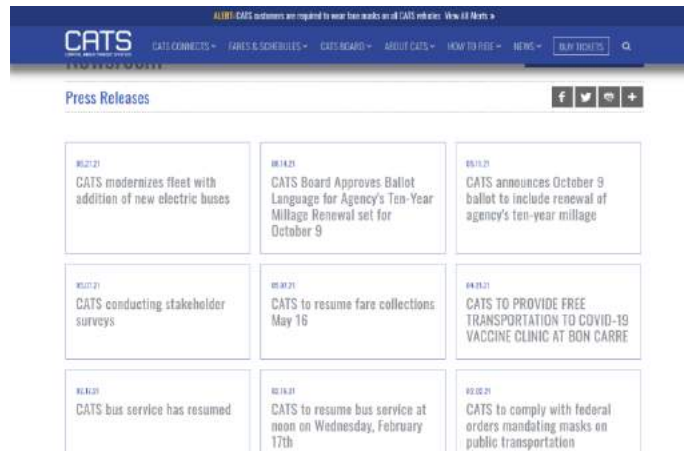 ALERT: CATS customers are required to wear face masks on all CATS vehicles. View All Alerts »
CATS
CATS CONNECTS
FARES & SCHEDULES
CATS BOARD
ABOUT CATS
HOW TO RIDE
NEWS
BUY TICKETS
Newsroom
Press Releases
CATS modernizes fleet with
addition of new electric buses
CATS Board Approves Ballot
Language for Agency's Ten-Year
Millage Renewal set for
October 9
CATS announces October 9
ballot to include renewal of
agency's ten-year millage
CATS conducting stakeholder
surveys
CATS to resume fare collections
May 16
CATS TO PROVIDE FREE
TRANSPORTATION TO COVID-19
VACCINE CLINIC AT BON CARRE
CATS bus service has resumed
CATS to resume bus service at
noon on Wednesday, February
17th
CATS to comply with federal
orders mandating masks on
public transportation